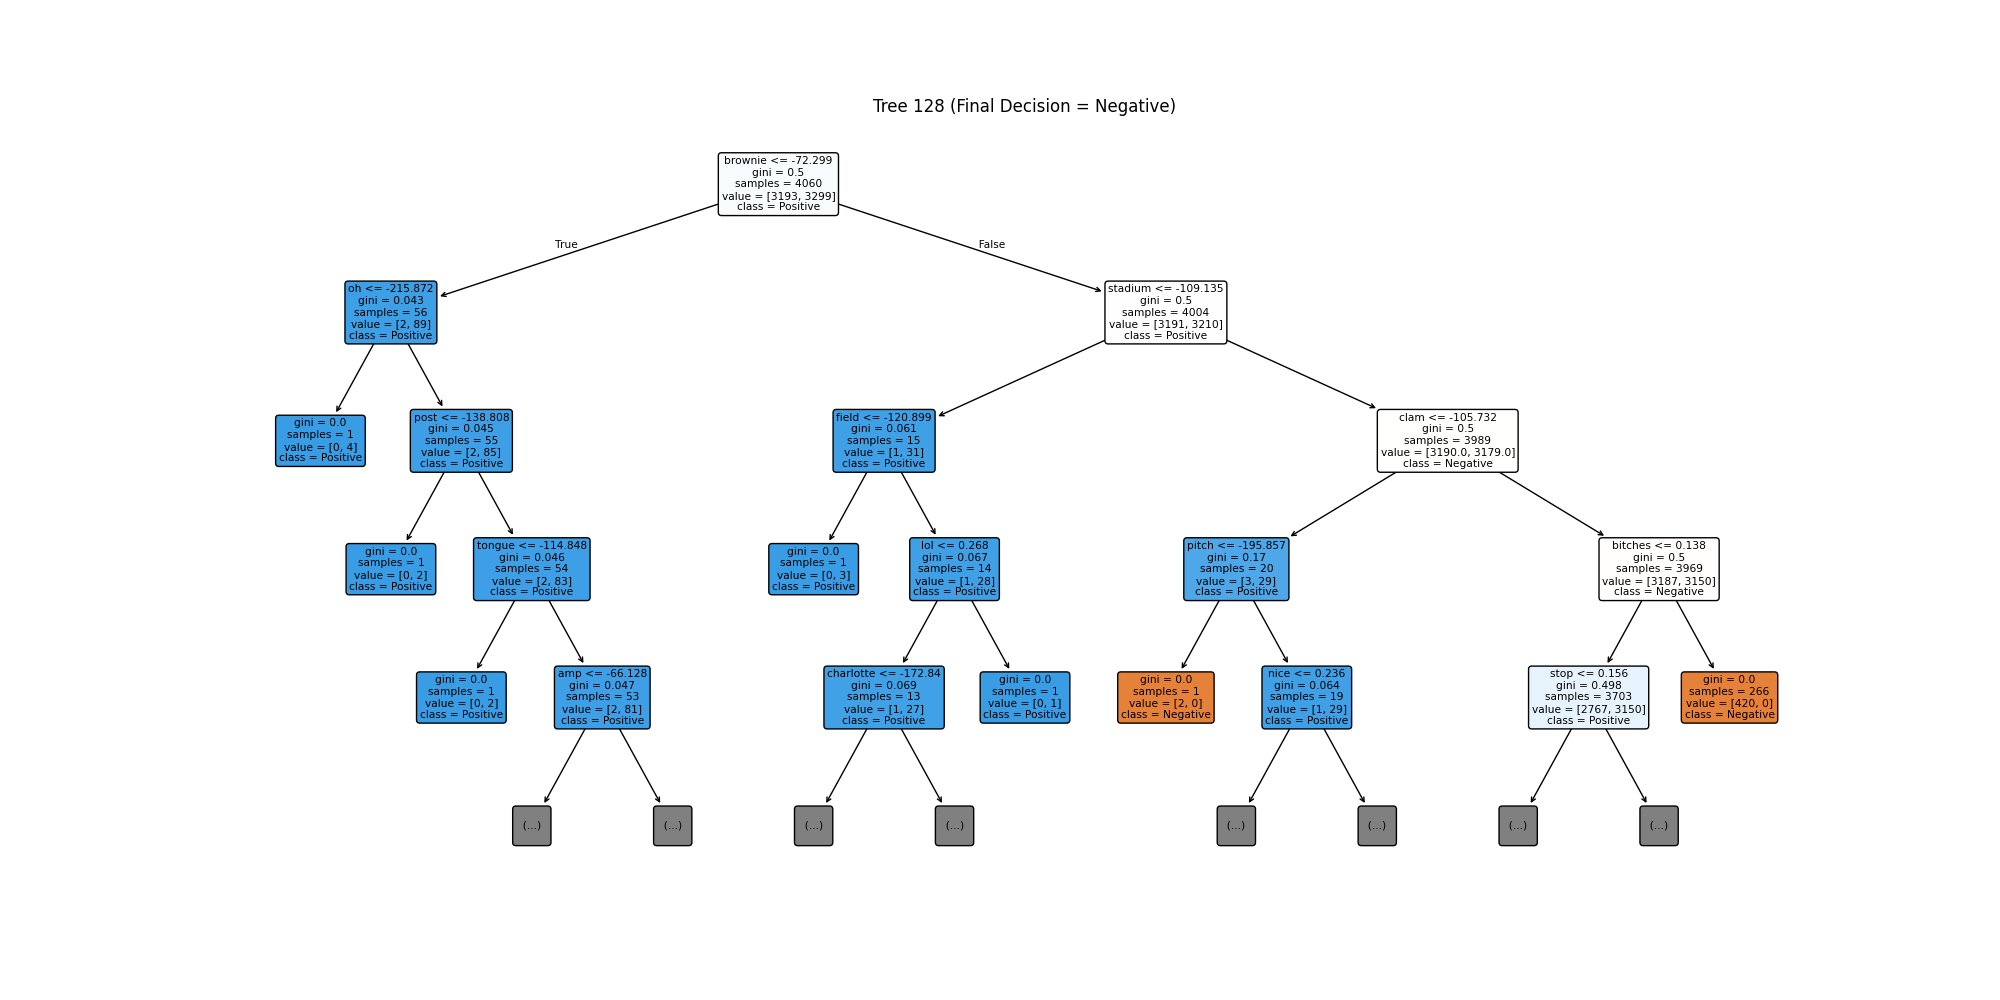 Tree 128 (Final Decision = Negative)
brownie <= -72.299
gini = 0.5
samples = 4060
value = [3193, 3299]
class = Positive
True
False
oh <= -215.872
gini = 0.043
samples = 56
value = [2, 89]
class = Positive
stadium <= -109.135
gini = 0.5
samples = 4004
value = [3191, 3210]
class = Positive
gini = 0.0
samples = 1
value = [0, 4]
class = Positive
post <= -138.808
gini = 0.045
samples = 55
value = [2, 85]
class = Positive
field <= -120.899
gini = 0.061
samples = 15
value = [1, 31]
class = Positive
clam <= -105.732
gini = 0.5
samples = 3989
value = [3190.0, 3179.0]
class = Negative
gini = 0.0
samples = 1
value = [0, 2]
class = Positive
tongue <= -114.848
gini = 0.046
samples = 54
value = [2, 83]
class = Positive
gini = 0.0
samples = 1
value = [0, 3]
class = Positive
lol <= 0.268
gini = 0.067
samples = 14
value = [1, 28]
class = Positive
pitch <= -195.857
gini = 0.17
samples = 20
value = [3, 29]
class = Positive
bitches <= 0.138
gini = 0.5
samples = 3969
value = [3187, 3150]
class = Negative
gini = 0.0
samples = 1
value = [0, 2]
class = Positive
amp <= -66.128
gini = 0.047
samples = 53
value = [2, 81]
class = Positive
charlotte <= -172.84
gini = 0.069
samples = 13
value = [1, 27]
class = Positive
gini = 0.0
samples = 1
value = [0, 1]
class = Positive
gini = 0.0
samples = 1
value = [2, 0]
class = Negative
nice <= 0.236
gini = 0.064
samples = 19
value = [1, 29]
class = Positive
stop <= 0.156
gini = 0.498
samples = 3703
value = [2767, 3150]
class = Positive
gini = 0.0
samples = 266
value = [420, 0]
class = Negative
(...)
(...)
(...)
(...)
(...)
(...)
(...)
(...)